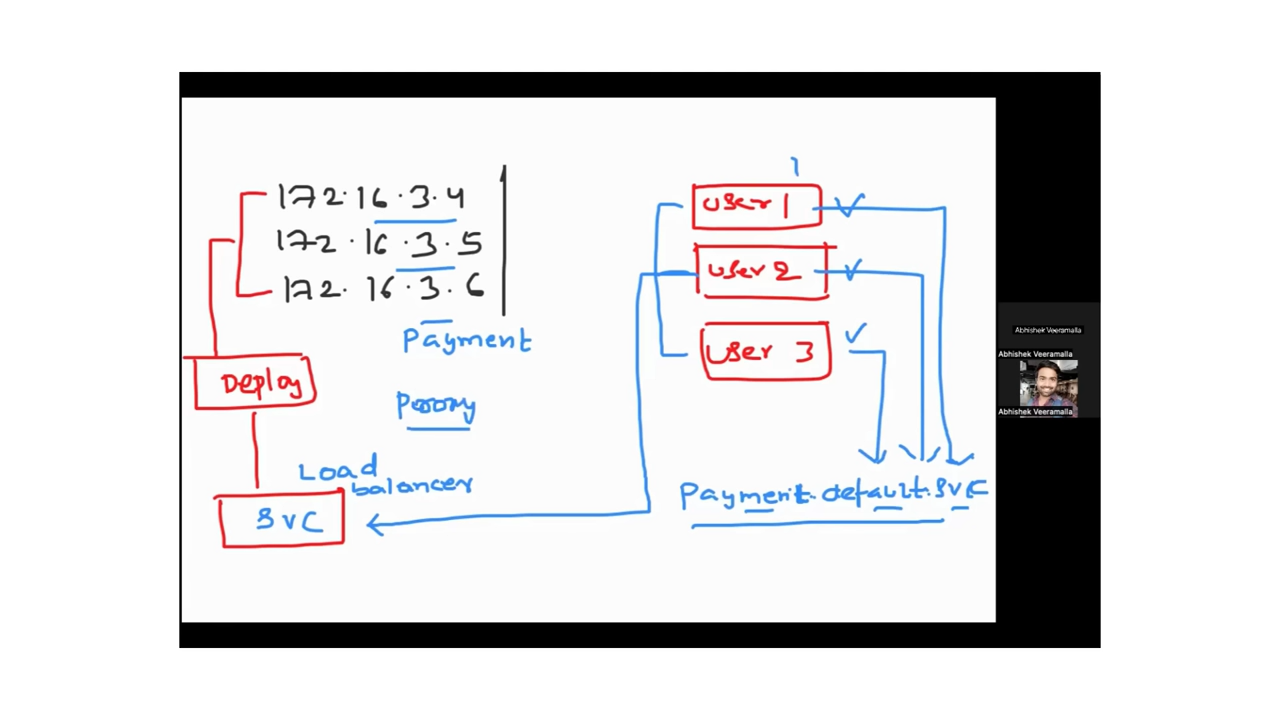 172.16.3.4
172.16.3.5
172.16.3.6
Payment
Deploy
Load
balancer
SVC
user 1
user 2
user 3
Payment.default.svc
Abhishek Veeramalla
Abhishek Veeramalla
Abhishek Veeramalla